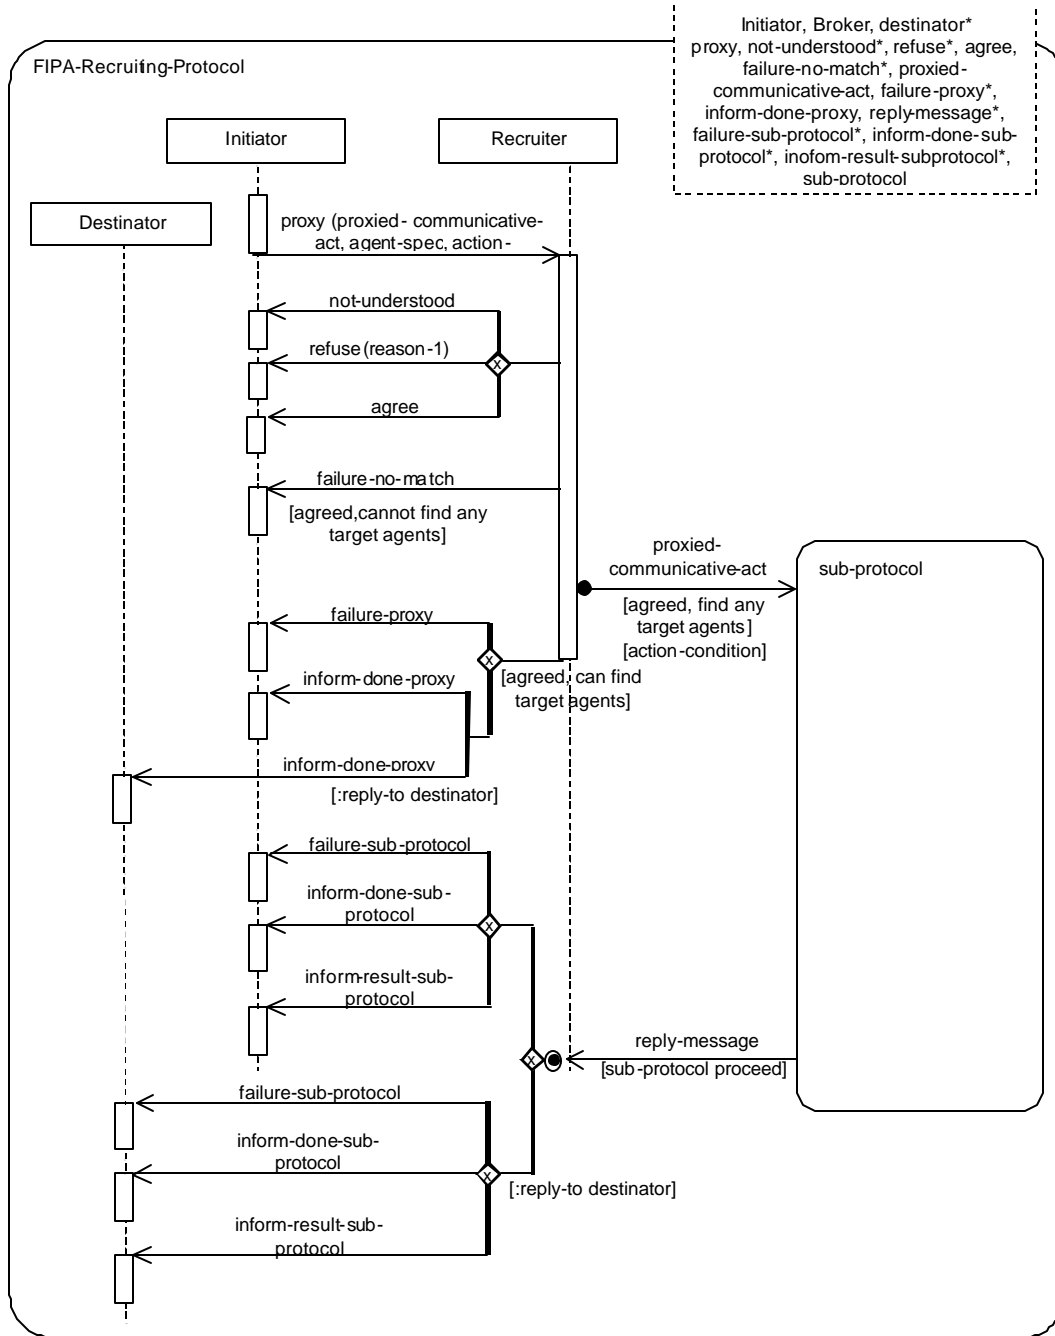 Initiator, Broker, destinator*
proxy, not-understood*, refuse*, agree,
failure-no-match*, proxied-
communicative-act, failure-proxy*,
inform-done-proxy, reply-message*,
failure-sub-protocol*, inform-done-sub-
protocol*, inofom-result-subprotocol*,
sub-protocol
FIPA-Recruiting-Protocol
Initiator
Recruiter
Destinator
proxy (proxied- communicative-
act, agent-spec, action-
not-understood
refuse(reason-1)
x
agree
failure-no-match
[agreed,cannot find any
target agents]
proxied-
communicative-act
sub-protocol
[agreed, find any
target agents]
[action-condition]
failure-proxy
x
[agreed, can find
target agents]
inform-done-proxy
inform-done-proxy
[:reply-to destinator]
failure-sub-protocol
inform-done-sub-
protocol
x
inform-result-sub-
protocol
reply-message
x
[sub-protocol proceed]
failure-sub-protocol
inform-done-sub-
protocol
x
[:reply-to destinator]
inform-result-sub-
protocol